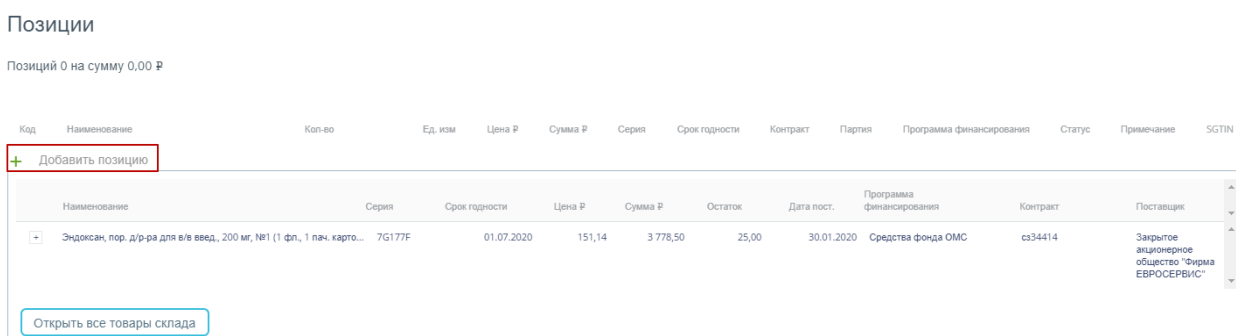 Позиции
Позиций 0 на сумму 0,00 ₽
Код Наименование Кол-во Ед. изм Цена ₽ Сумма ₽ Серия Срок годности Контракт Партия Программа финансирования Статус Примечание SGTIN
+ Добавить позицию
Наименование Серия Срок годности Цена ₽ Сумма ₽ Остаток Дата пост. Программа финансирования Контракт Поставщик
+ Эндоксан, пор. д/р-ра для в/в введ., 200 мг, №1 (1 фл., 1 пач. карто... 7G177F 01.07.2020 151,14 3 778,50 25,00 30.01.2020 Средства фонда ОМС сз34414 Закрытое
акционерное
общество "Фирма
ЕВРОСЕРВИС"
Открыть все товары склада